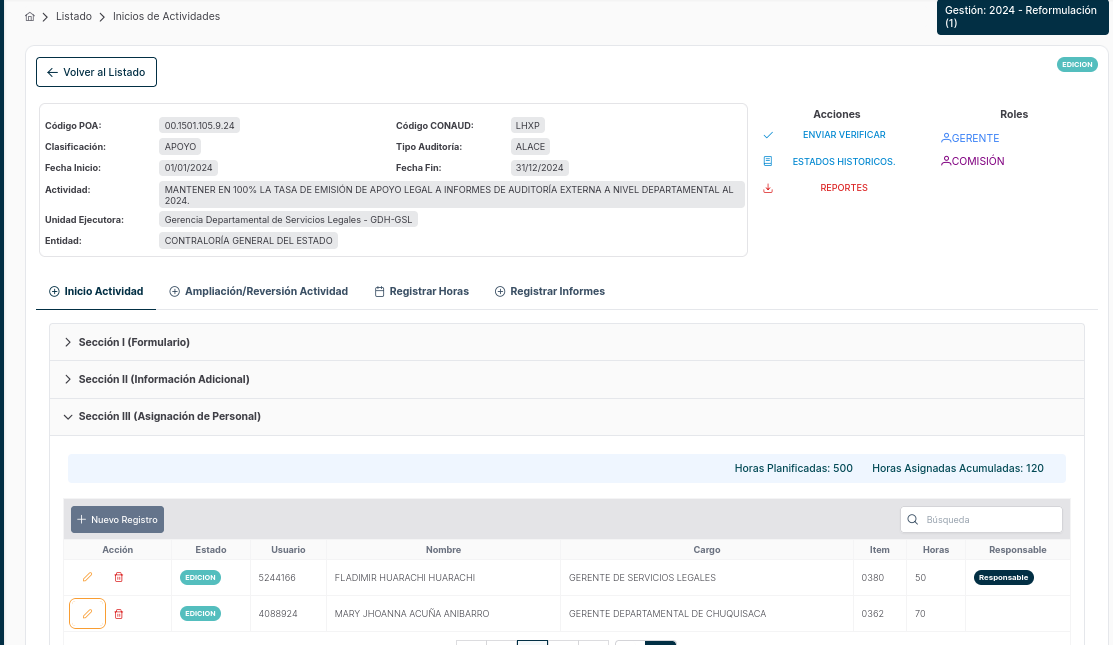 Listado
Inicios de Actividades
Gestión: 2024 - Reformulación
(1)
Volver al Listado
EDICION
Código POA:
00.1501.105.9.24
Código CONAUD:
LHXP
Clasificación:
APOYO
Tipo Auditoría:
ALACE
Fecha Inicio:
01/01/2024
Fecha Fin:
31/12/2024
Actividad:
MANTENER EN 100% LA TASA DE EMISIÓN DE APOYO LEGAL A INFORMES DE AUDITORÍA EXTERNA A NIVEL DEPARTAMENTAL AL
2024.
Unidad Ejecutora:
Gerencia Departamental de Servicios Legales - GDH-GSL
Entidad:
CONTRALORÍA GENERAL DEL ESTADO
Acciones
ENVIAR VERIFICAR
ESTADOS HISTORICOS.
REPORTES
Roles
GERENTE
COMISIÓN
Inicio Actividad
Ampliación/Reversión Actividad
Registrar Horas
Registrar Informes
Sección I (Formulario)
Sección II (Información Adicional)
Sección III (Asignación de Personal)
Horas Planificadas: 500
Horas Asignadas Acumuladas: 120
Nuevo Registro
Búsqueda
Acción Estado Usuario Nombre Cargo Item Horas Responsable
EDICION 5244166 FLADIMIR HUARACHI HUARACHI GERENTE DE SERVICIOS LEGALES 0380 50 Responsable
EDICION 4088924 MARY JHOANNA ACUÑA ANIBARRO GERENTE DEPARTAMENTAL DE CHUQUISACA 0362 70